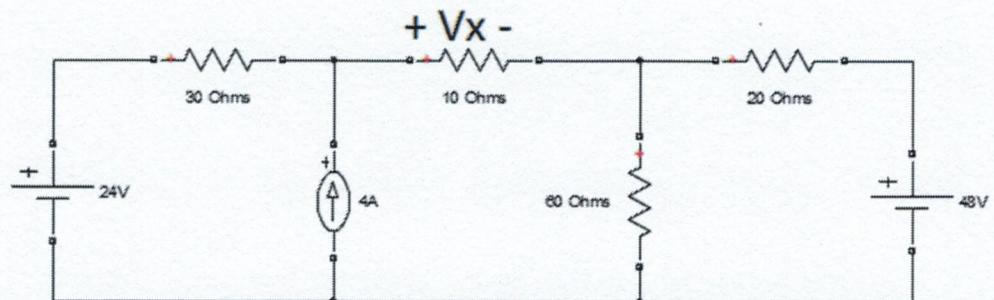 + Vx -
30 Ohms
10 Ohms
20 Ohms
+
24V
+
4A
60 Ohms
+
48V